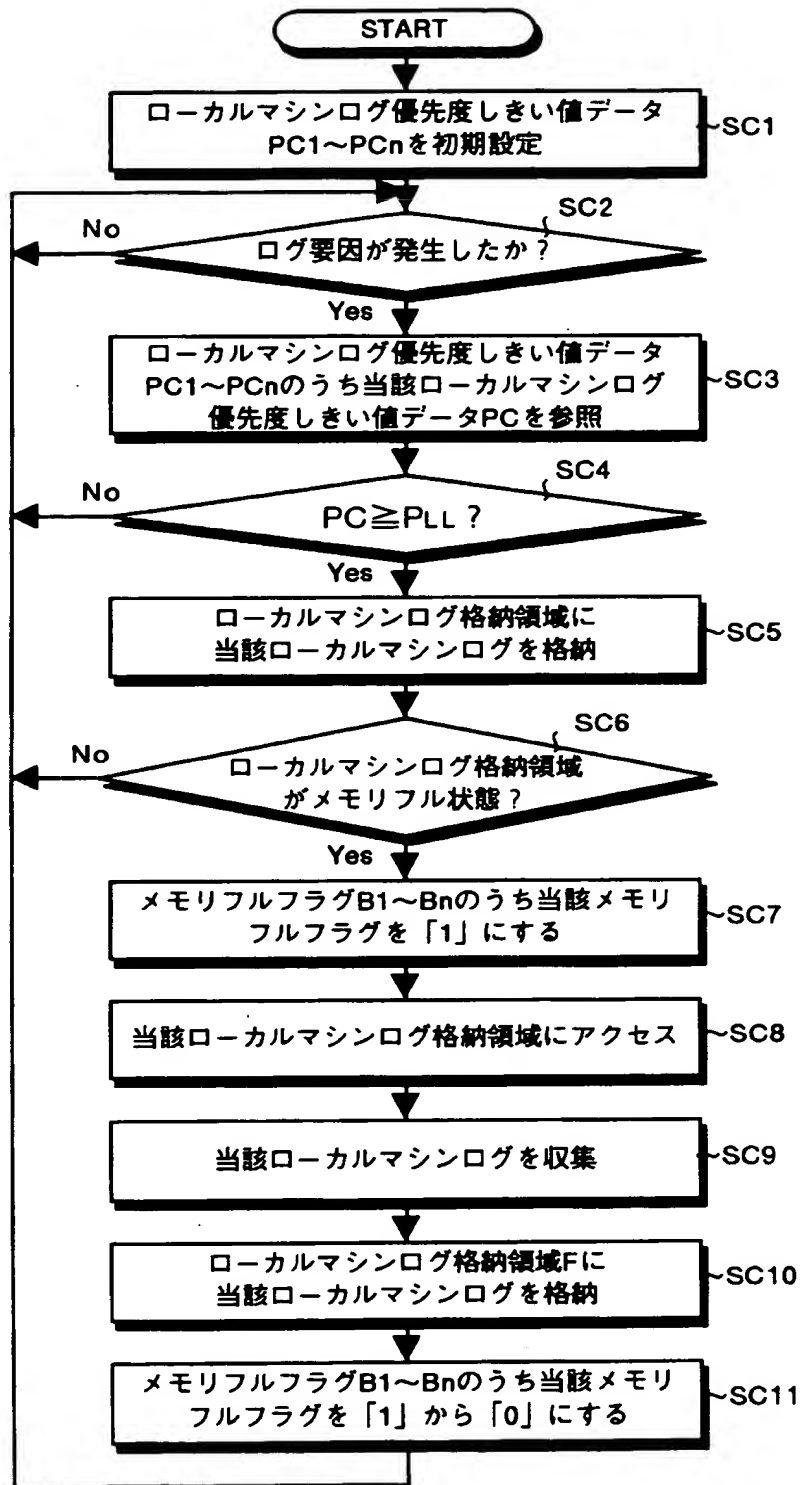 START
ローカルマシンログ優先度しきい値データ
PC1～PCnを初期設定
SC1
SC2
No
ログ要因が発生したか？
Yes
ローカルマシンログ優先度しきい値データ
PC1～PCnのうち当該ローカルマシンログ
優先度しきい値データPCを参照
SC3
SC4
No
PC≧PLL？
Yes
ローカルマシンログ格納領域に
当該ローカルマシンログを格納
SC5
SC6
No
ローカルマシンログ格納領域
がメモリフル状態？
Yes
メモリフルフラグB1～Bnのうち当該メモリ
フルフラグを「1」にする
SC7
当該ローカルマシンログ格納領域にアクセス
SC8
当該ローカルマシンログを収集
SC9
ローカルマシンログ格納領域Fに
当該ローカルマシンログを格納
SC10
メモリフルフラグB1～Bnのうち当該メモリ
フルフラグを「1」から「0」にする
SC11